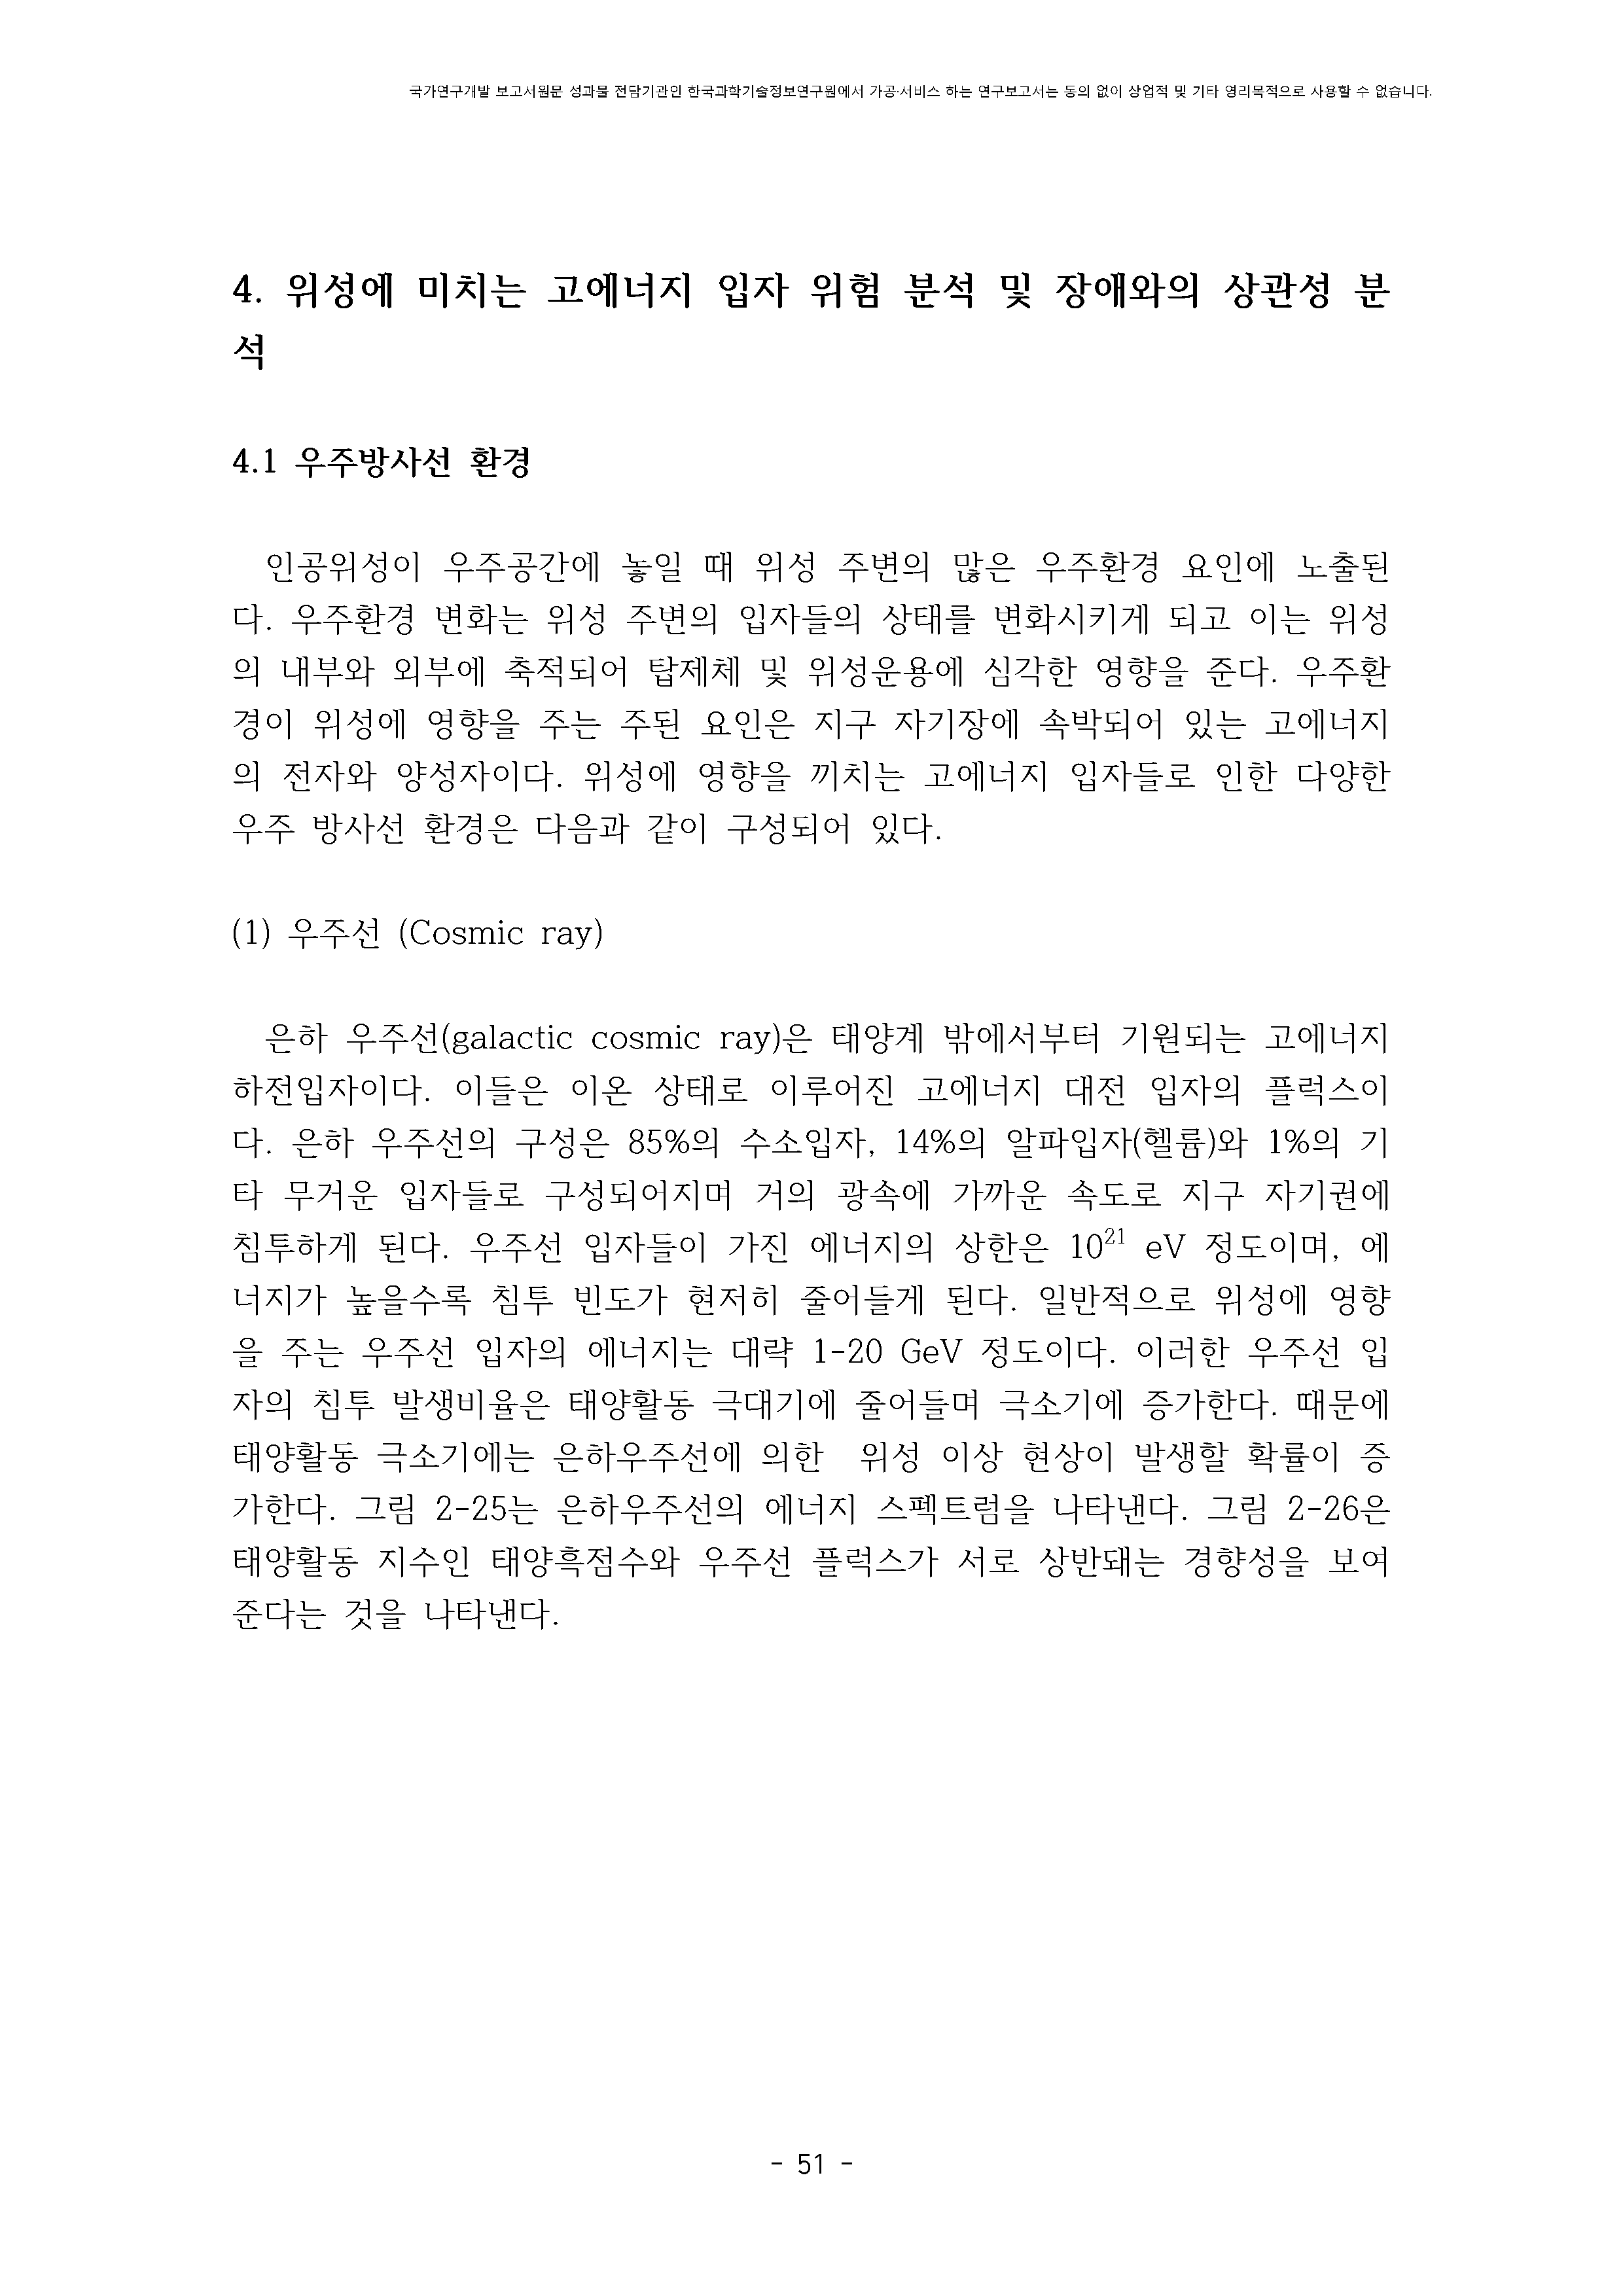 국가연구개발 보고서원문 성과물 전담기관인 한국과학기술정보연구원에서 가공·서비스 하는 연구보고서는 동의 없이 상업적 및 기타 영리목적으로 사용할 수 없습니다.
4. 위성에 미치는 고에너지 입자 위험 분석 및 장애와의 상관성 분
석
4.1 우주방사선 환경
인공위성이 우주공간에 놓일 때 위성 주변의 많은 우주환경 요인에 노출된
다. 우주환경 변화는 위성 주변의 입자들의 상태를 변화시키게 되고 이는 위성
의 내부와 외부에 축적되어 탑제체 및 위성운용에 심각한 영향을 준다. 우주환
경이 위성에 영향을 주는 주된 요인은 지구 자기장에 속박되어 있는 고에너지
의 전자와 양성자이다. 위성에 영향을 끼치는 고에너지 입자들로 인한 다양한
우주 방사선 환경은 다음과 같이 구성되어 있다.
(1) 우주선 (Cosmic ray)
은하 우주선(galactic cosmic ray)은 태양계 밖에서부터 기원되는 고에너지
하전입자이다. 이들은 이온 상태로 이루어진 고에너지 대전 입자의 플럭스이
다. 은하 우주선의 구성은 85%의 수소입자, 14%의 알파입자(헬륨)와 1%의 기
타 무거운 입자들로 구성되어지며 거의 광속에 가까운 속도로 지구 자기권에
침투하게 된다. 우주선 입자들이 가진 에너지의 상한은 10²¹ eV 정도이며, 에
너지가 높을수록 침투 빈도가 현저히 줄어들게 된다. 일반적으로 위성에 영향
을 주는 우주선 입자의 에너지는 대략 1-20 GeV 정도이다. 이러한 우주선 입
자의 침투 발생비율은 태양활동 극대기에 줄어들며 극소기에 증가한다. 때문에
태양활동 극소기에는 은하우주선에 의한 위성 이상 현상이 발생할 확률이 증
가한다. 그림 2-25는 은하우주선의 에너지 스펙트럼을 나타낸다. 그림 2-26은
태양활동 지수인 태양흑점수와 우주선 플럭스가 서로 상반돼는 경향성을 보여
준다는 것을 나타낸다.
- 51 -